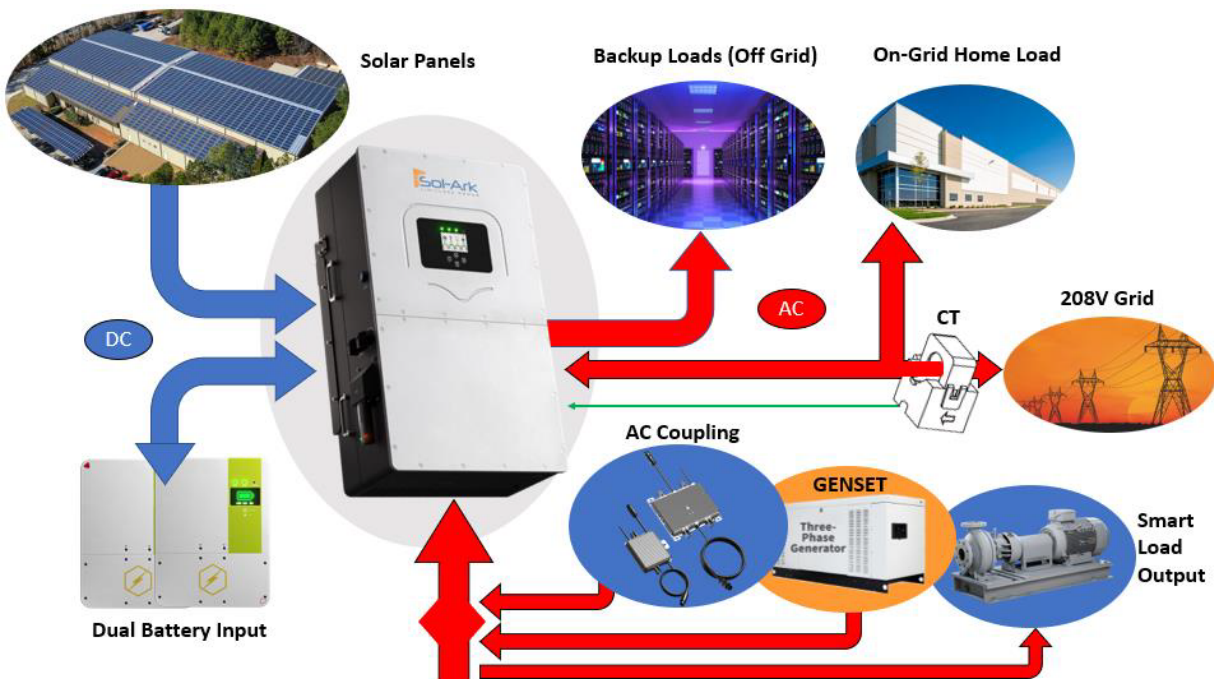 Solar Panels
Backup Loads (Off Grid)
On-Grid Home Load
Sol-Ark
208V Grid
AC
CT
DC
AC Coupling
GENSET
Three-
Phase
Generator
Smart
Load
Output
Dual Battery Input